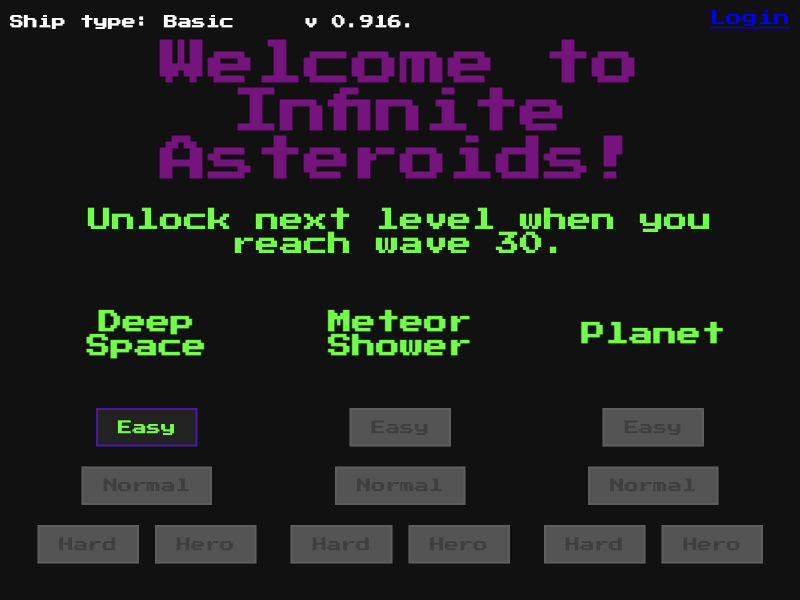 Ship type: Basic v 0.916. Login
Welcome to
Infinite
Asteroids!
Unlock next level when you
reach wave 30.
Deep
Space
Meteor
Shower
Planet
Easy Easy Easy
Normal Normal Normal
Hard Hero Hard Hero Hard Hero